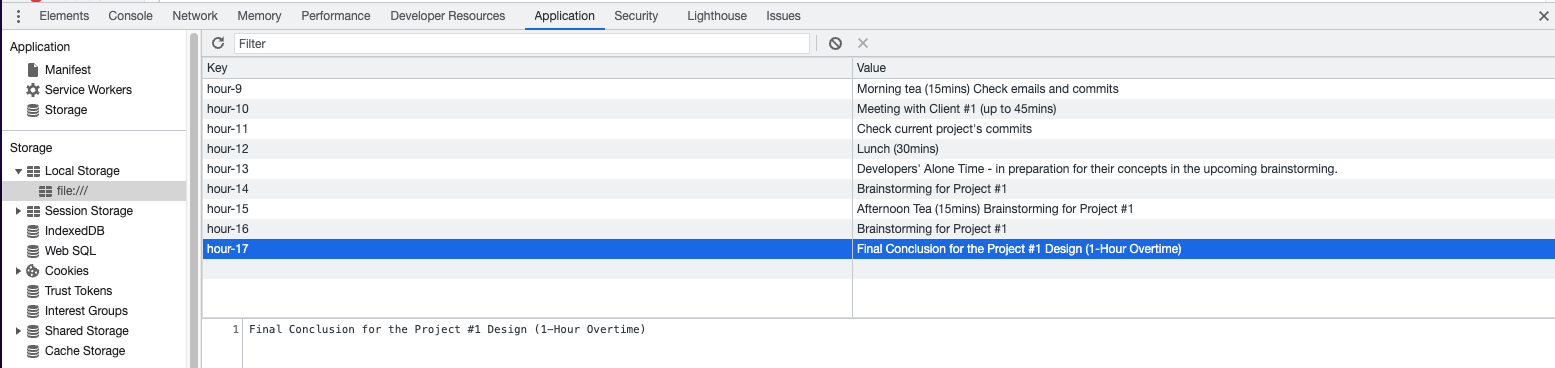 Elements Console Network Memory Performance Developer Resources Application Security Lighthouse Issues
Application
Manifest
Service Workers
Storage
Storage
Local Storage
file:///
Session Storage
IndexedDB
Web SQL
Cookies
Trust Tokens
Interest Groups
Shared Storage
Cache Storage
Filter
Key Value
hour-9 Morning tea (15mins) Check emails and commits
hour-10 Meeting with Client #1 (up to 45mins)
hour-11 Check current project's commits
hour-12 Lunch (30mins)
hour-13 Developers' Alone Time - in preparation for their concepts in the upcoming brainstorming.
hour-14 Brainstorming for Project #1
hour-15 Afternoon Tea (15mins) Brainstorming for Project #1
hour-16 Brainstorming for Project #1
hour-17 Final Conclusion for the Project #1 Design (1-Hour Overtime)
1 Final Conclusion for the Project #1 Design (1-Hour Overtime)